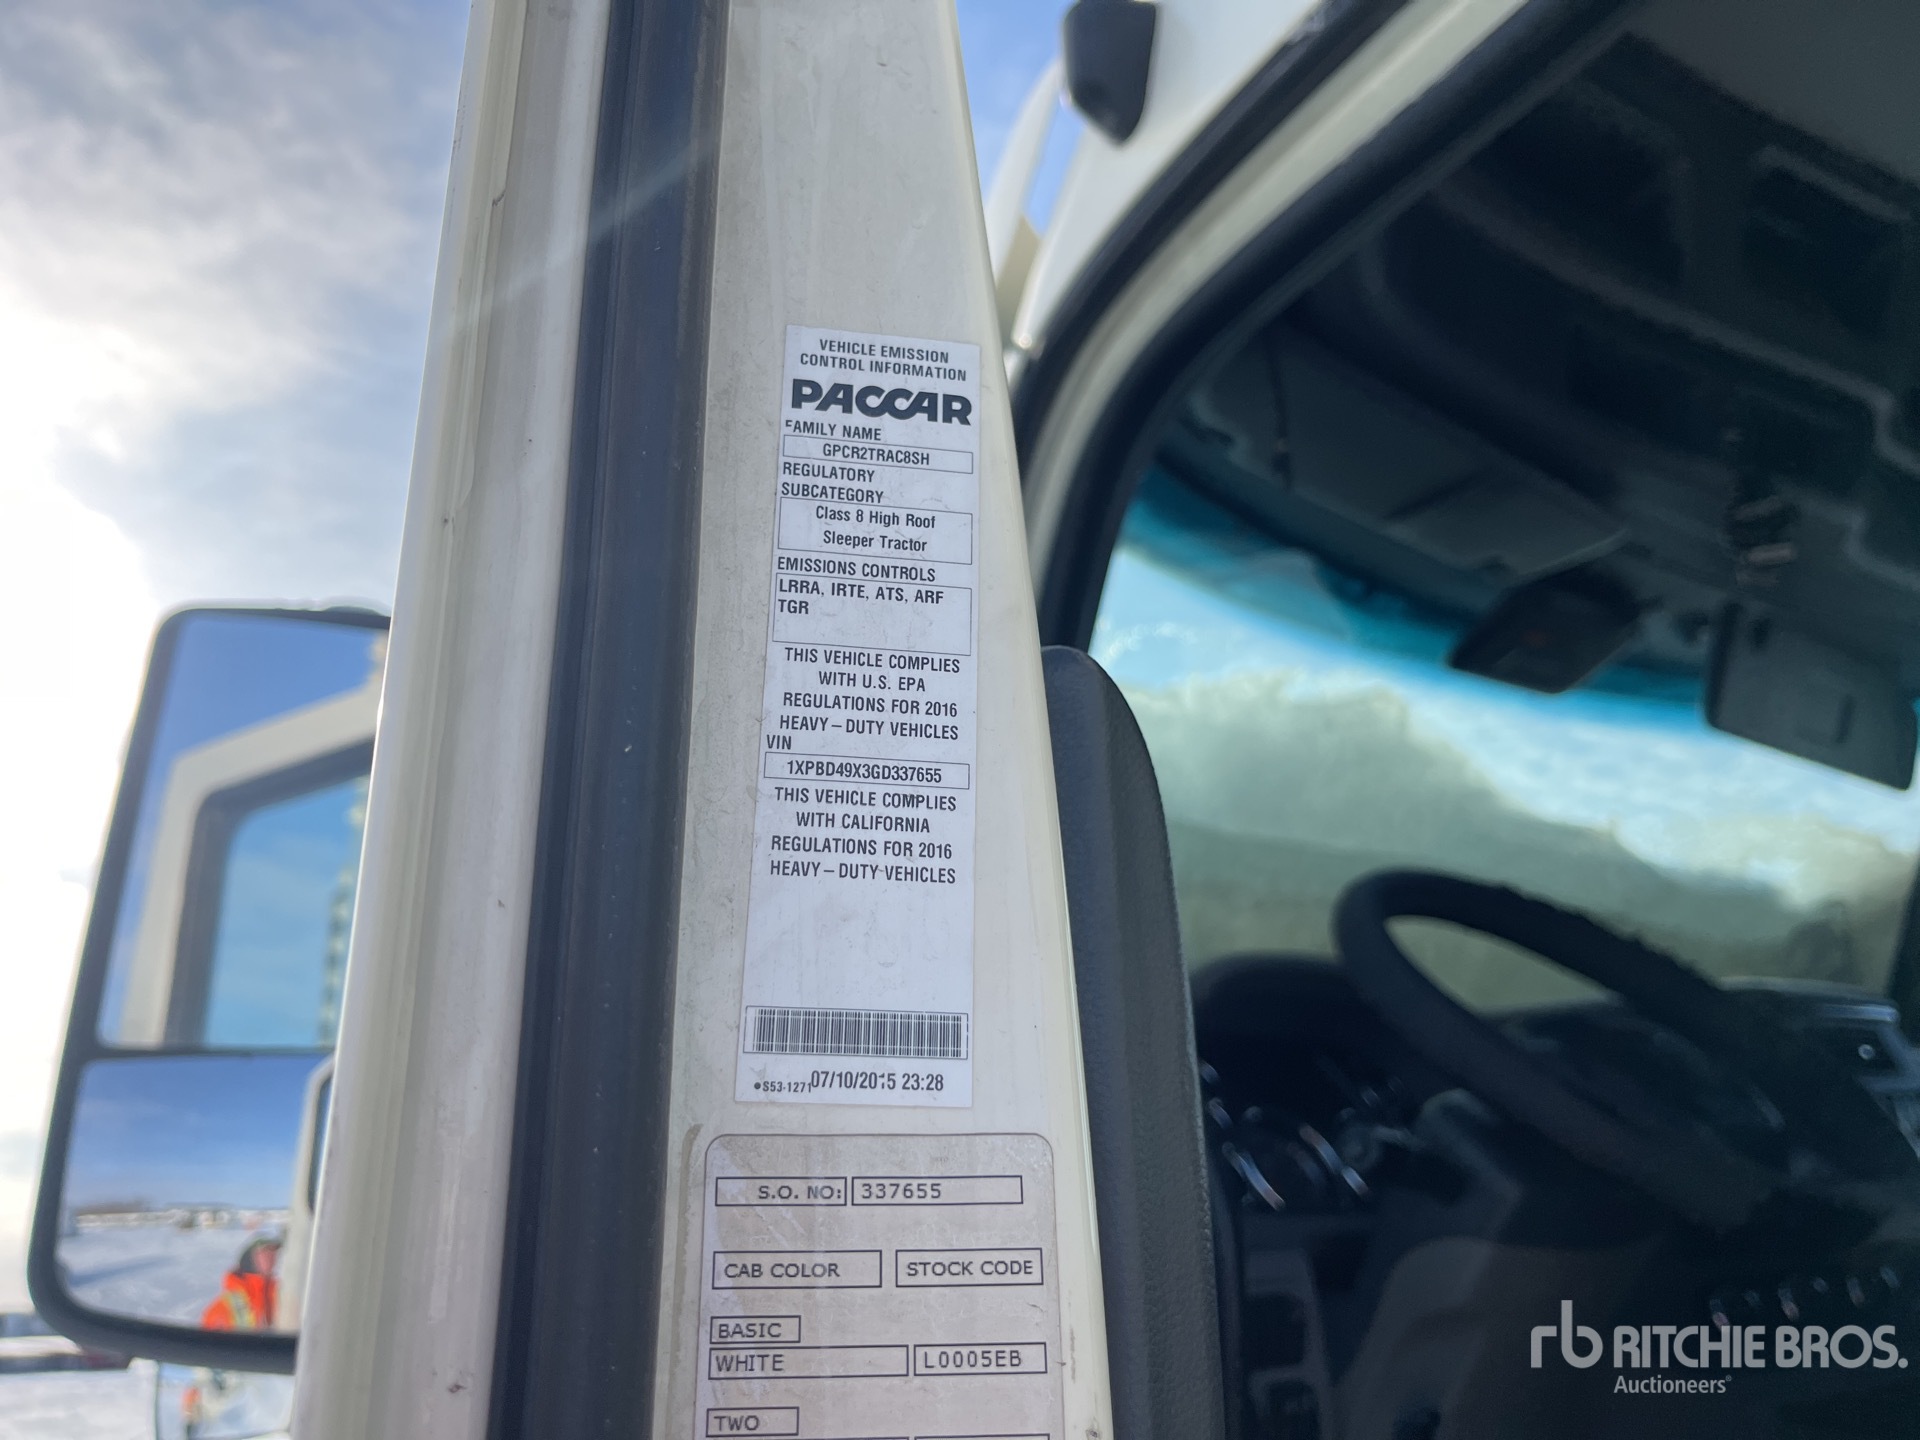 VEHICLE EMISSION
CONTROL INFORMATION
PACCAR
FAMILY NAME
GPCR2TRAC8SH
REGULATORY
SUBCATEGORY
Class 8 High Roof
Sleeper Tractor
EMISSIONS CONTROLS
LRRA, IRTE, ATS, ARF
TGR
THIS VEHICLE COMPLIES
WITH U.S. EPA
REGULATIONS FOR 2016
HEAVY – DUTY VEHICLES
VIN
1XPBD49X3GD337655
THIS VEHICLE COMPLIES
WITH CALIFORNIA
REGULATIONS FOR 2016
HEAVY – DUTY VEHICLES
•S53-1271 07/10/2015 23:28
S.O. NO: 337655
CAB COLOR STOCK CODE
BASIC
WHITE L0005EB
TWO
rb RITCHIE BROS.
Auctioneers®